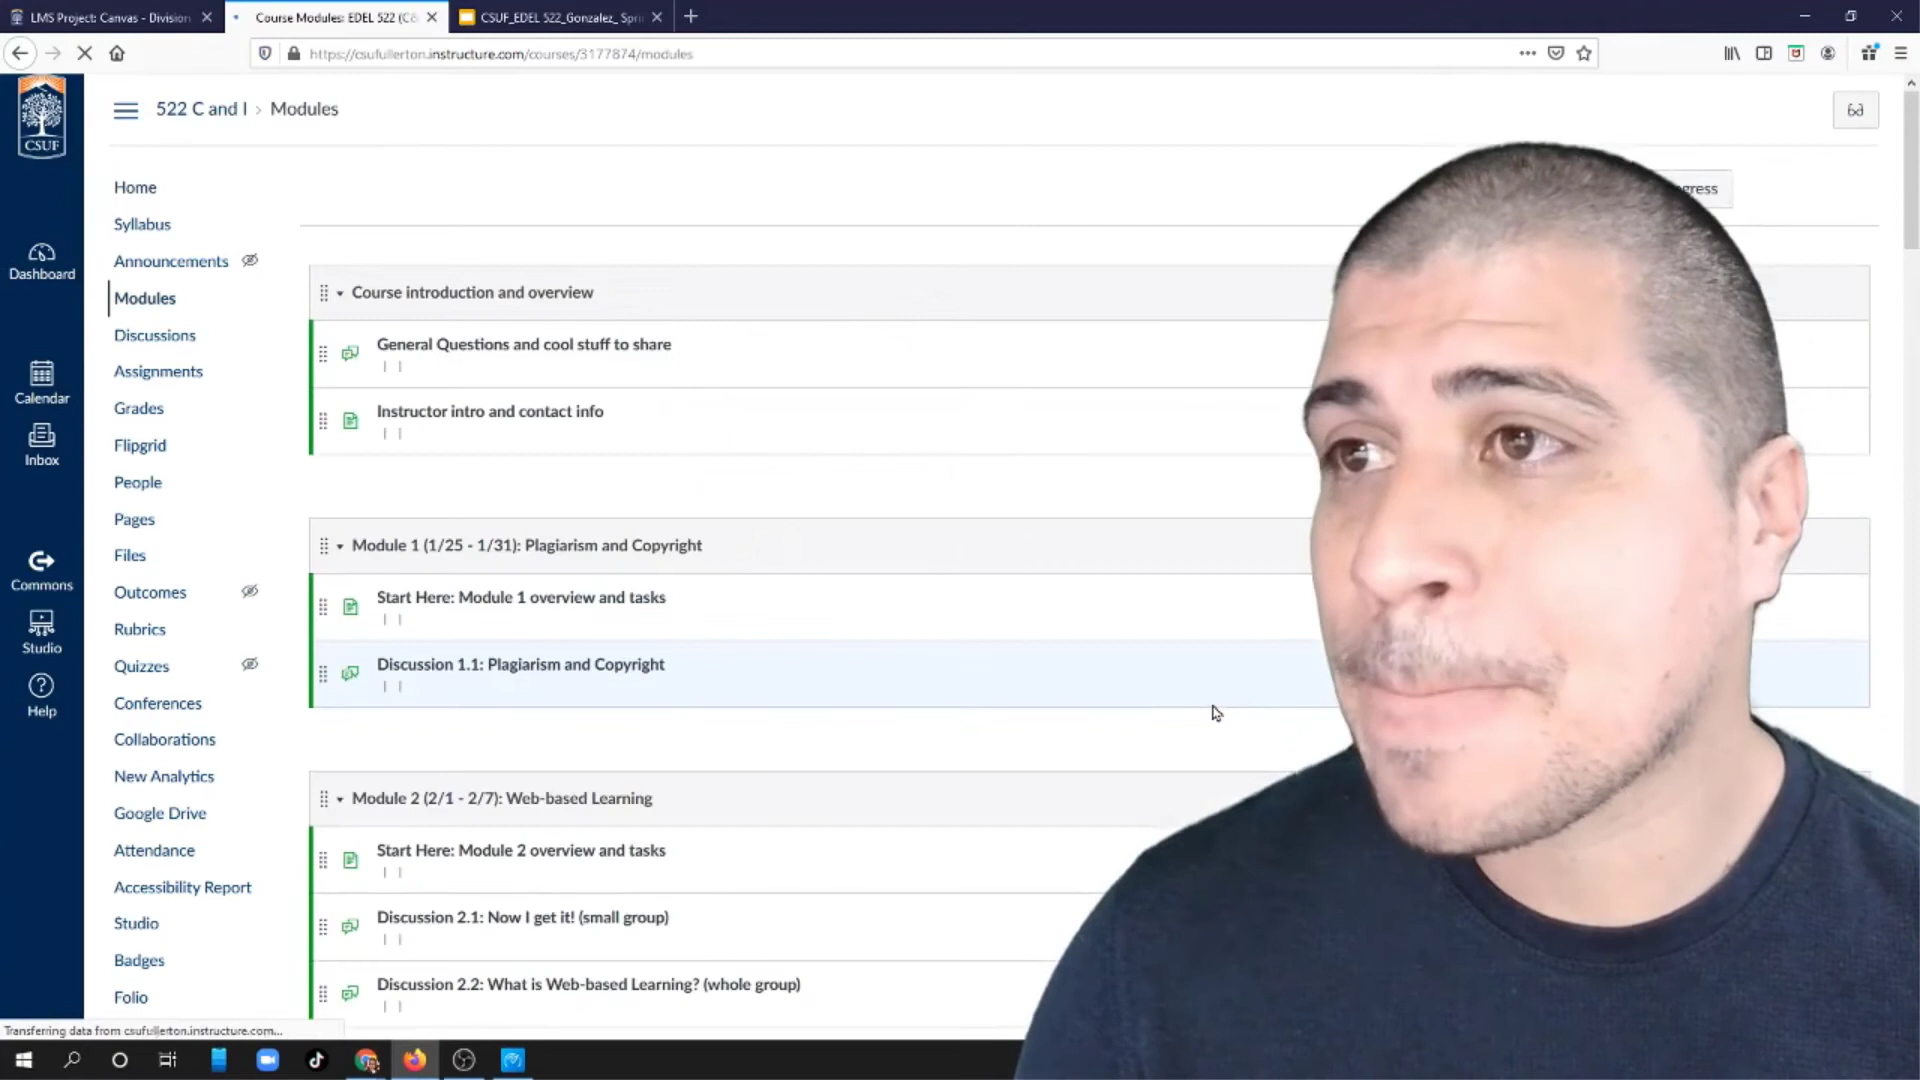 LMS Project: Canvas - Division
Course Modules: EDEL 522 (C
CSUF_EDEL 522_Gonzalez_ Spri
https://csufullerton.instructure.com/courses/3177874/modules
CSUF
522 C and I › Modules
gress
Home
Syllabus
Announcements
Modules
Discussions
Assignments
Grades
Flipgrid
People
Pages
Files
Outcomes
Rubrics
Quizzes
Conferences
Collaborations
New Analytics
Google Drive
Attendance
Accessibility Report
Studio
Badges
Folio
Dashboard
Calendar
Inbox
Commons
Studio
Help
Course introduction and overview
General Questions and cool stuff to share
Instructor intro and contact info
Module 1 (1/25 - 1/31): Plagiarism and Copyright
Start Here: Module 1 overview and tasks
Discussion 1.1: Plagiarism and Copyright
Module 2 (2/1 - 2/7): Web-based Learning
Start Here: Module 2 overview and tasks
Discussion 2.1: Now I get it! (small group)
Discussion 2.2: What is Web-based Learning? (whole group)
Transferring data from csufullerton.instructure.com...